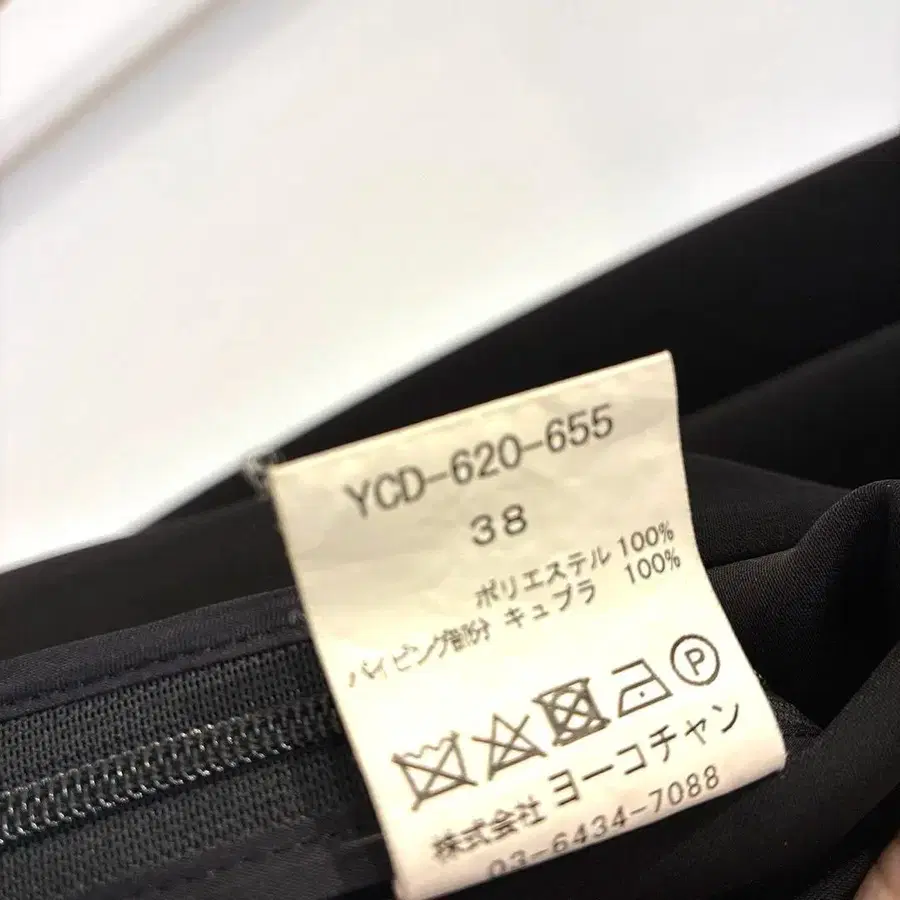 YCD-620-655
38
ポリエステル 100%
パイピング部分 キュプラ 100%
P
株式会社 ヨーコチャン
03-6434-7088